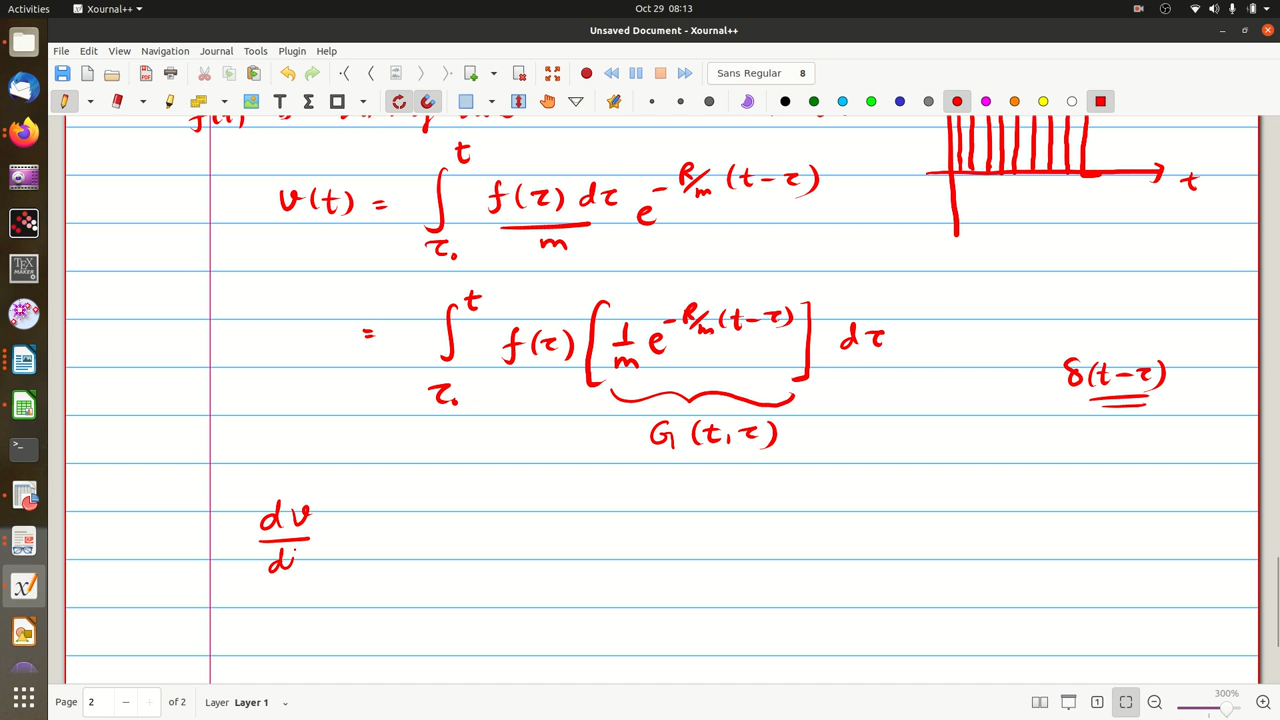 Activities Xournal++ Oct 29 08:13
Unsaved Document - Xournal++
File Edit View Navigation Journal Tools Plugin Help
Sans Regular 8
f(t)
v(t) = ∫_{τ₀}^{t} f(τ) dτ / m e^{-R/m (t-τ)}
t
= ∫_{τ₀}^{t} f(τ) [ 1/m e^{-R/m (t-τ)} ] dτ
δ(t-τ)
G (t, τ)
dv
di
Page 2 of 2 Layer Layer 1 300%